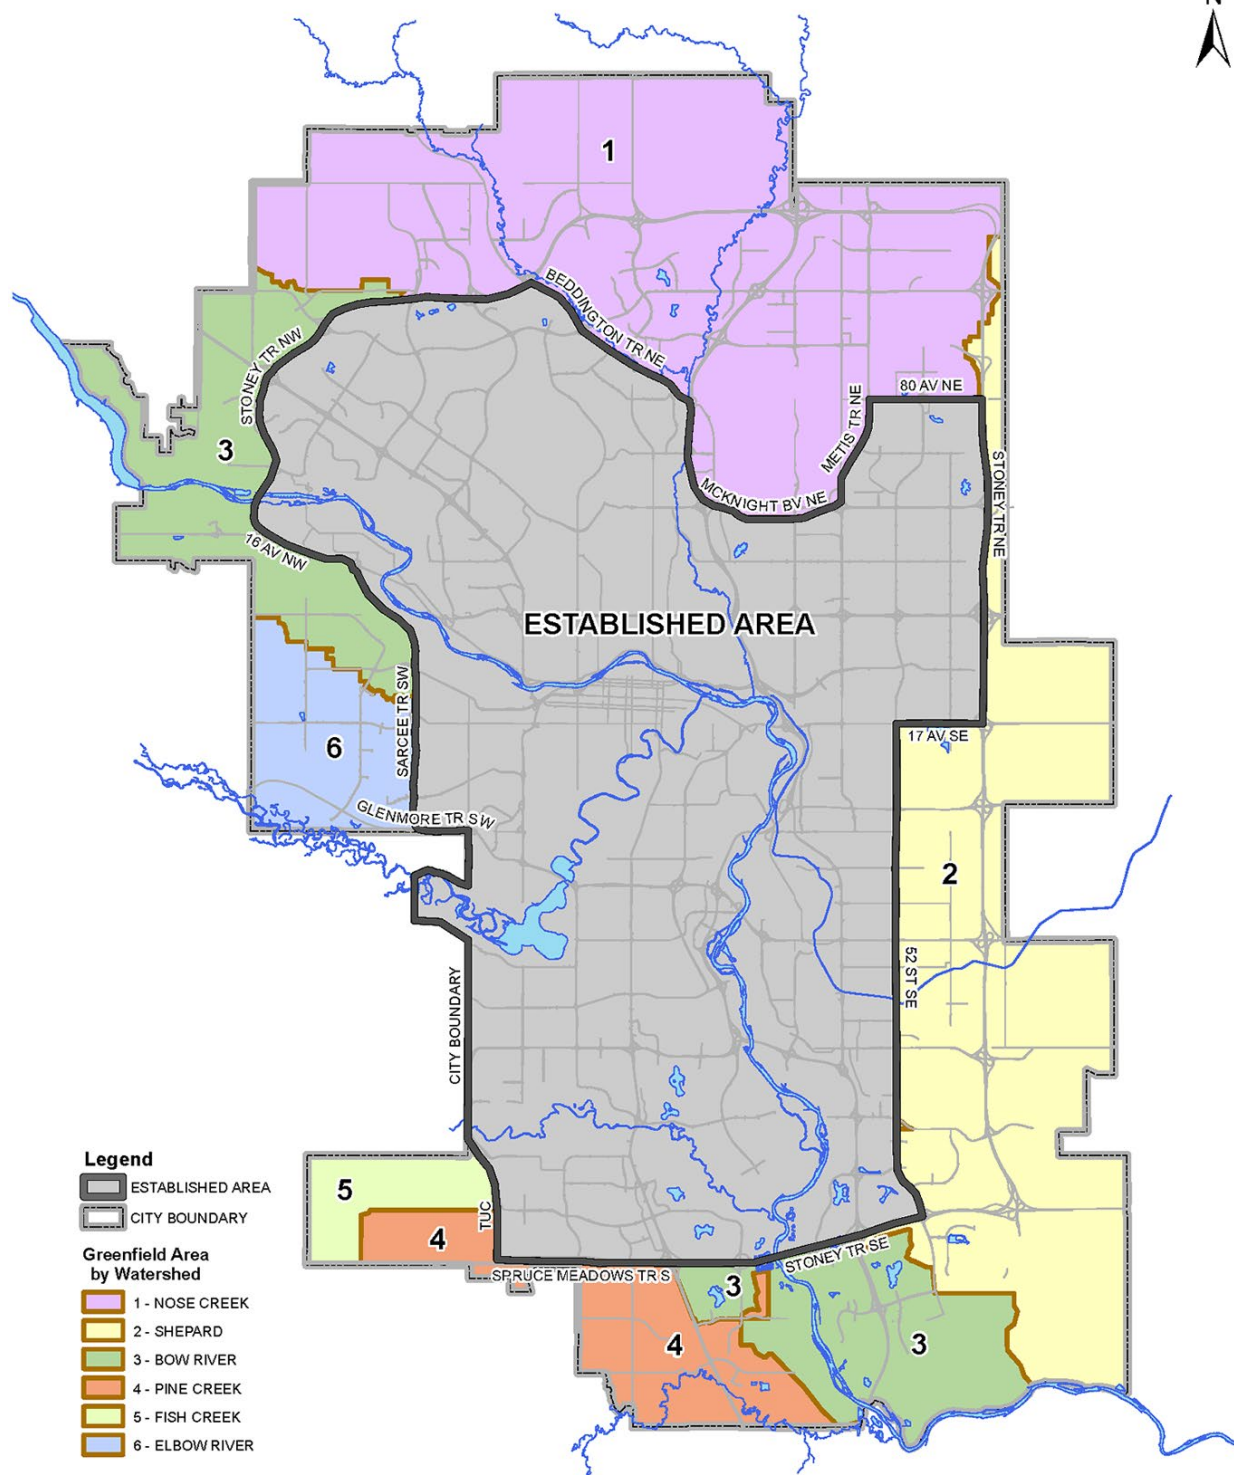 N
1
BEDDINGTON TR NE
STONEY TR NW
80 AV NE
METIS TR NE
3
MCKNIGHT BV NE
STONEY TR NE
16 AV NW
ESTABLISHED AREA
SARCEE TR SW
17 AV SE
6
GLENMORE TR SW
2
52 ST SE
CITY BOUNDARY
5
TUC
4
STONEY TR SE
SPRUCE MEADOWS TR S
3
4
3
Legend
ESTABLISHED AREA
CITY BOUNDARY
Greenfield Area
by Watershed
1 - NOSE CREEK
2 - SHEPARD
3 - BOW RIVER
4 - PINE CREEK
5 - FISH CREEK
6 - ELBOW RIVER